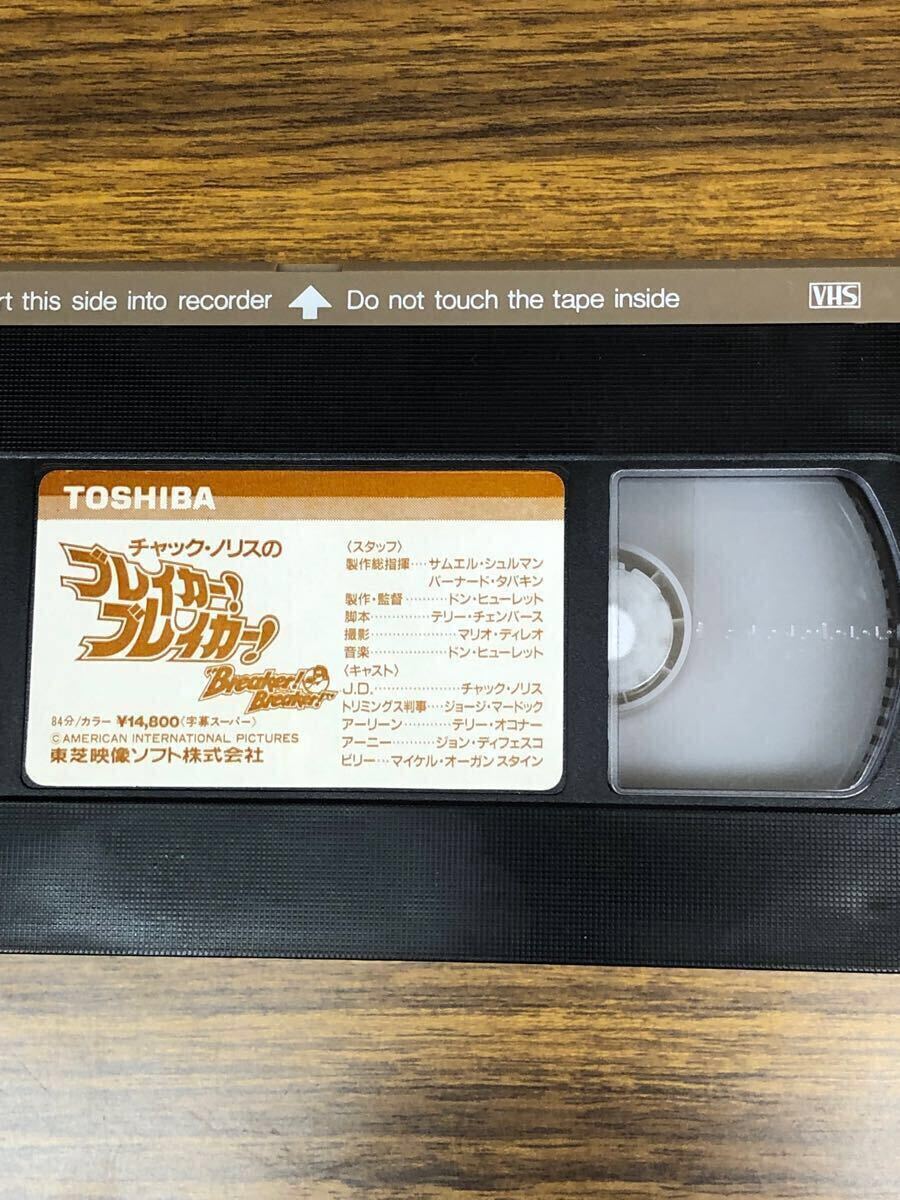 rt this side into recorder Do not touch the tape inside VHS
TOSHIBA
チャック・ノリスの
ブレイカー!
ブレイカー!
"Breaker!
Breaker!"
84分/カラー ¥14,800〈字幕スーパー〉
©AMERICAN INTERNATIONAL PICTURES
東芝映像ソフト株式会社
〈スタッフ〉
製作総指揮‥‥サムエル・シュルマン
バーナード・タバキン
製作・監督‥‥‥‥‥ドン・ヒューレット
脚本‥‥‥‥‥‥テリー・チェンバース
撮影‥‥‥‥‥‥‥‥マリオ・ディレオ
音楽‥‥‥‥‥‥‥ドン・ヒューレット
〈キャスト〉
J.D.‥‥‥‥‥‥‥‥チャック・ノリス
トリミングス判事‥‥ジョージ・マードック
アーリーン‥‥‥‥‥テリー・オコナー
アーニー‥‥‥‥‥ジョン・ディフェスコ
ビリー‥‥マイケル・オーガン スタイン